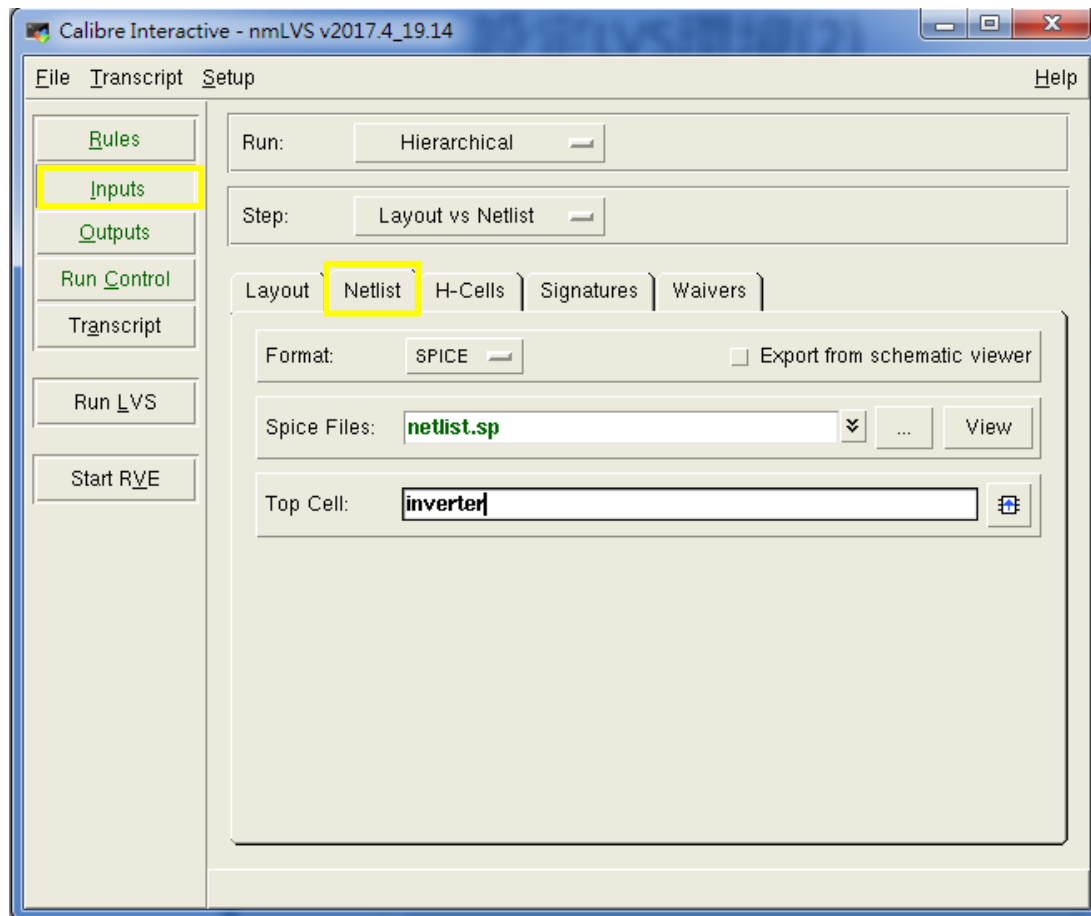 Calibre Interactive - nmLVS v2017.4_19.14
File Transcript Setup Help
Rules
Inputs
Outputs
Run Control
Transcript
Run LVS
Start RVE
Run: Hierarchical
Step: Layout vs Netlist
Layout Netlist H-Cells Signatures Waivers
Format: SPICE Export from schematic viewer
Spice Files: netlist.sp ... View
Top Cell: inverter